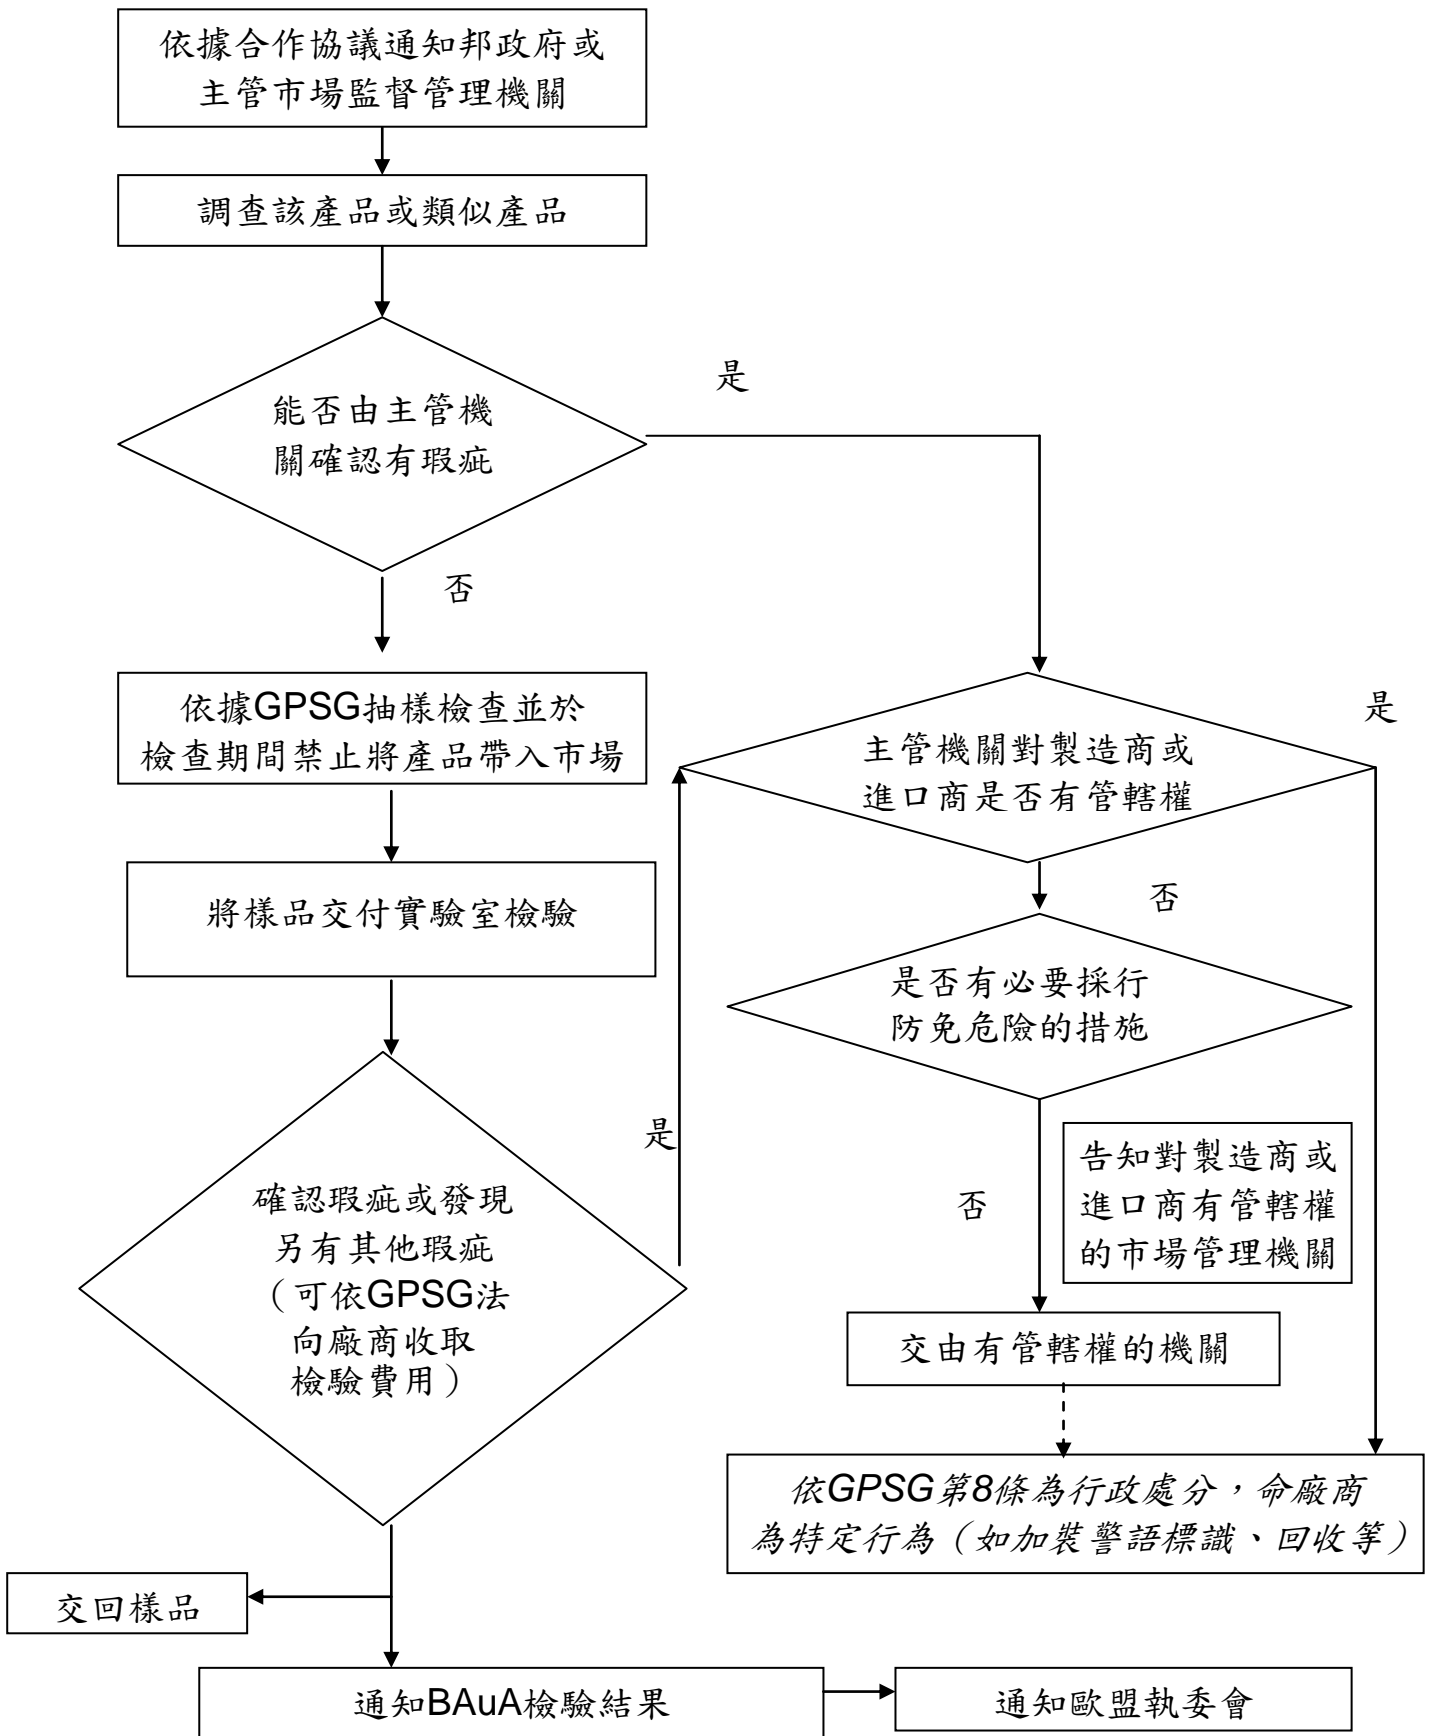 依據合作協議通知邦政府或
主管市場監督管理機關
調查該產品或類似產品
是
能否由主管機
關確認有瑕疵
否
依據GPSG抽樣檢查並於
檢查期間禁止將產品帶入市場
是
主管機關對製造商或
進口商是否有管轄權
將樣品交付實驗室檢驗
否
是否有必要採行
防免危險的措施
是
確認瑕疵或發現
另有其他瑕疵
（可依GPSG法
向廠商收取
檢驗費用）
否
告知對製造商或
進口商有管轄權
的市場管理機關
交由有管轄權的機關
依GPSG第8條為行政處分，命廠商
為特定行為（如加裝警語標識、回收等）
交回樣品
通知BAuA檢驗結果
通知歐盟執委會